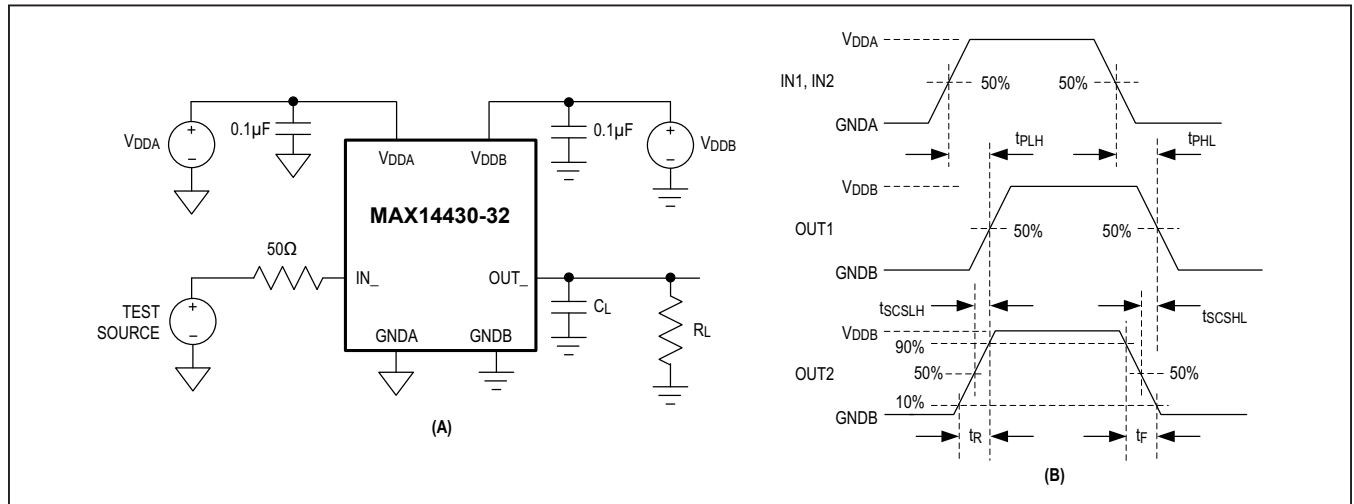 0.1µF
0.1µF
VDDA
VDDB
VDDA
VDDB
MAX14430-32
50Ω
IN_
OUT_
TEST
SOURCE
CL
RL
GNDA
GNDB
(A)
VDDA
IN1, IN2
50%
50%
GNDA
tPLH
tPHL
VDDB
OUT1
50%
50%
GNDB
tSCSLH
tSCSHL
VDDB
90%
OUT2
50%
50%
10%
GNDB
tR
tF
(B)